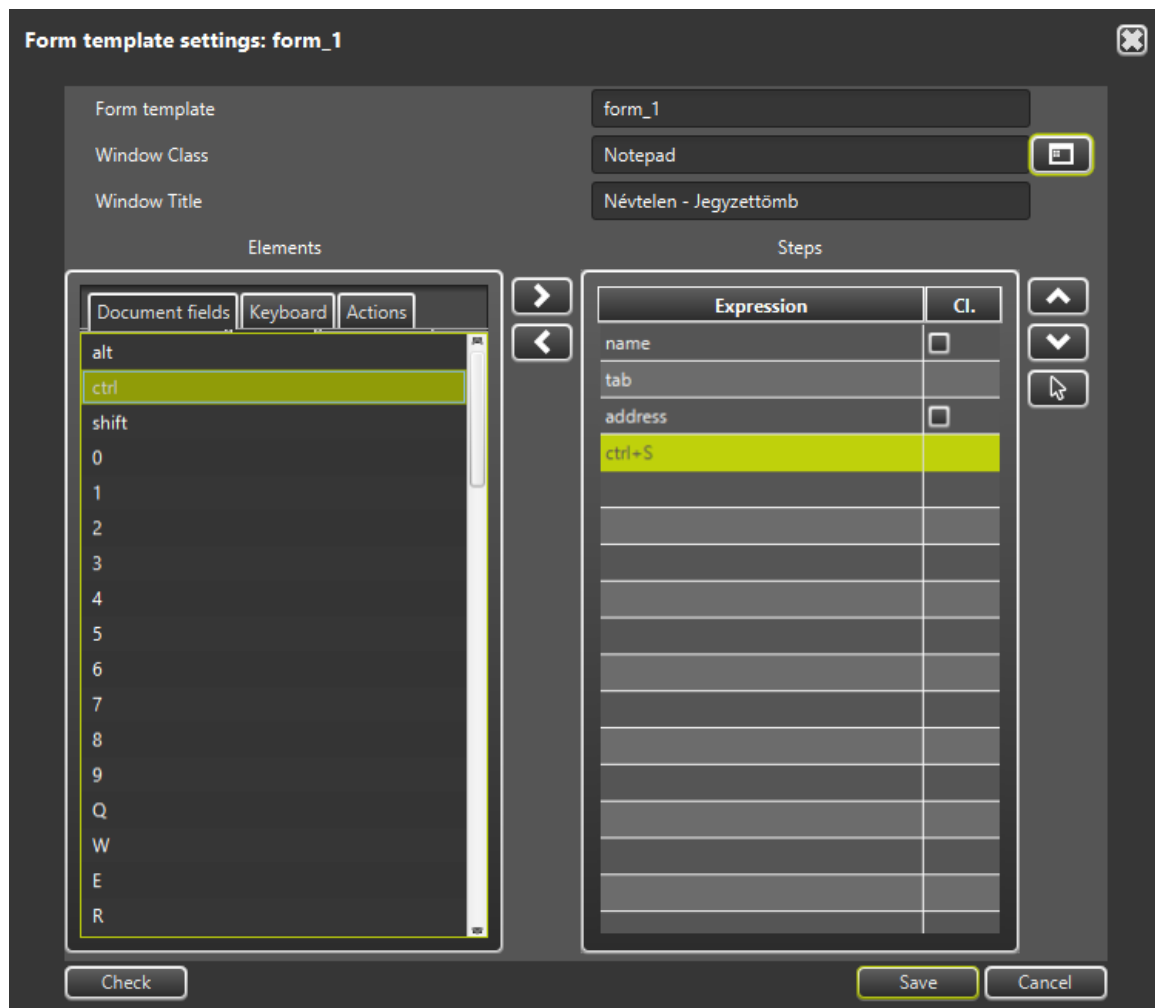 Form template settings: form_1
Form template
form_1
Window Class
Notepad
Window Title
Névtelen - Jegyzettömb
Elements
Steps
Document fields Keyboard Actions
alt
ctrl
shift
0
1
2
3
4
5
6
7
8
9
Q
W
E
R
Expression Cl.
name
tab
address
ctrl+S
Check
Save
Cancel